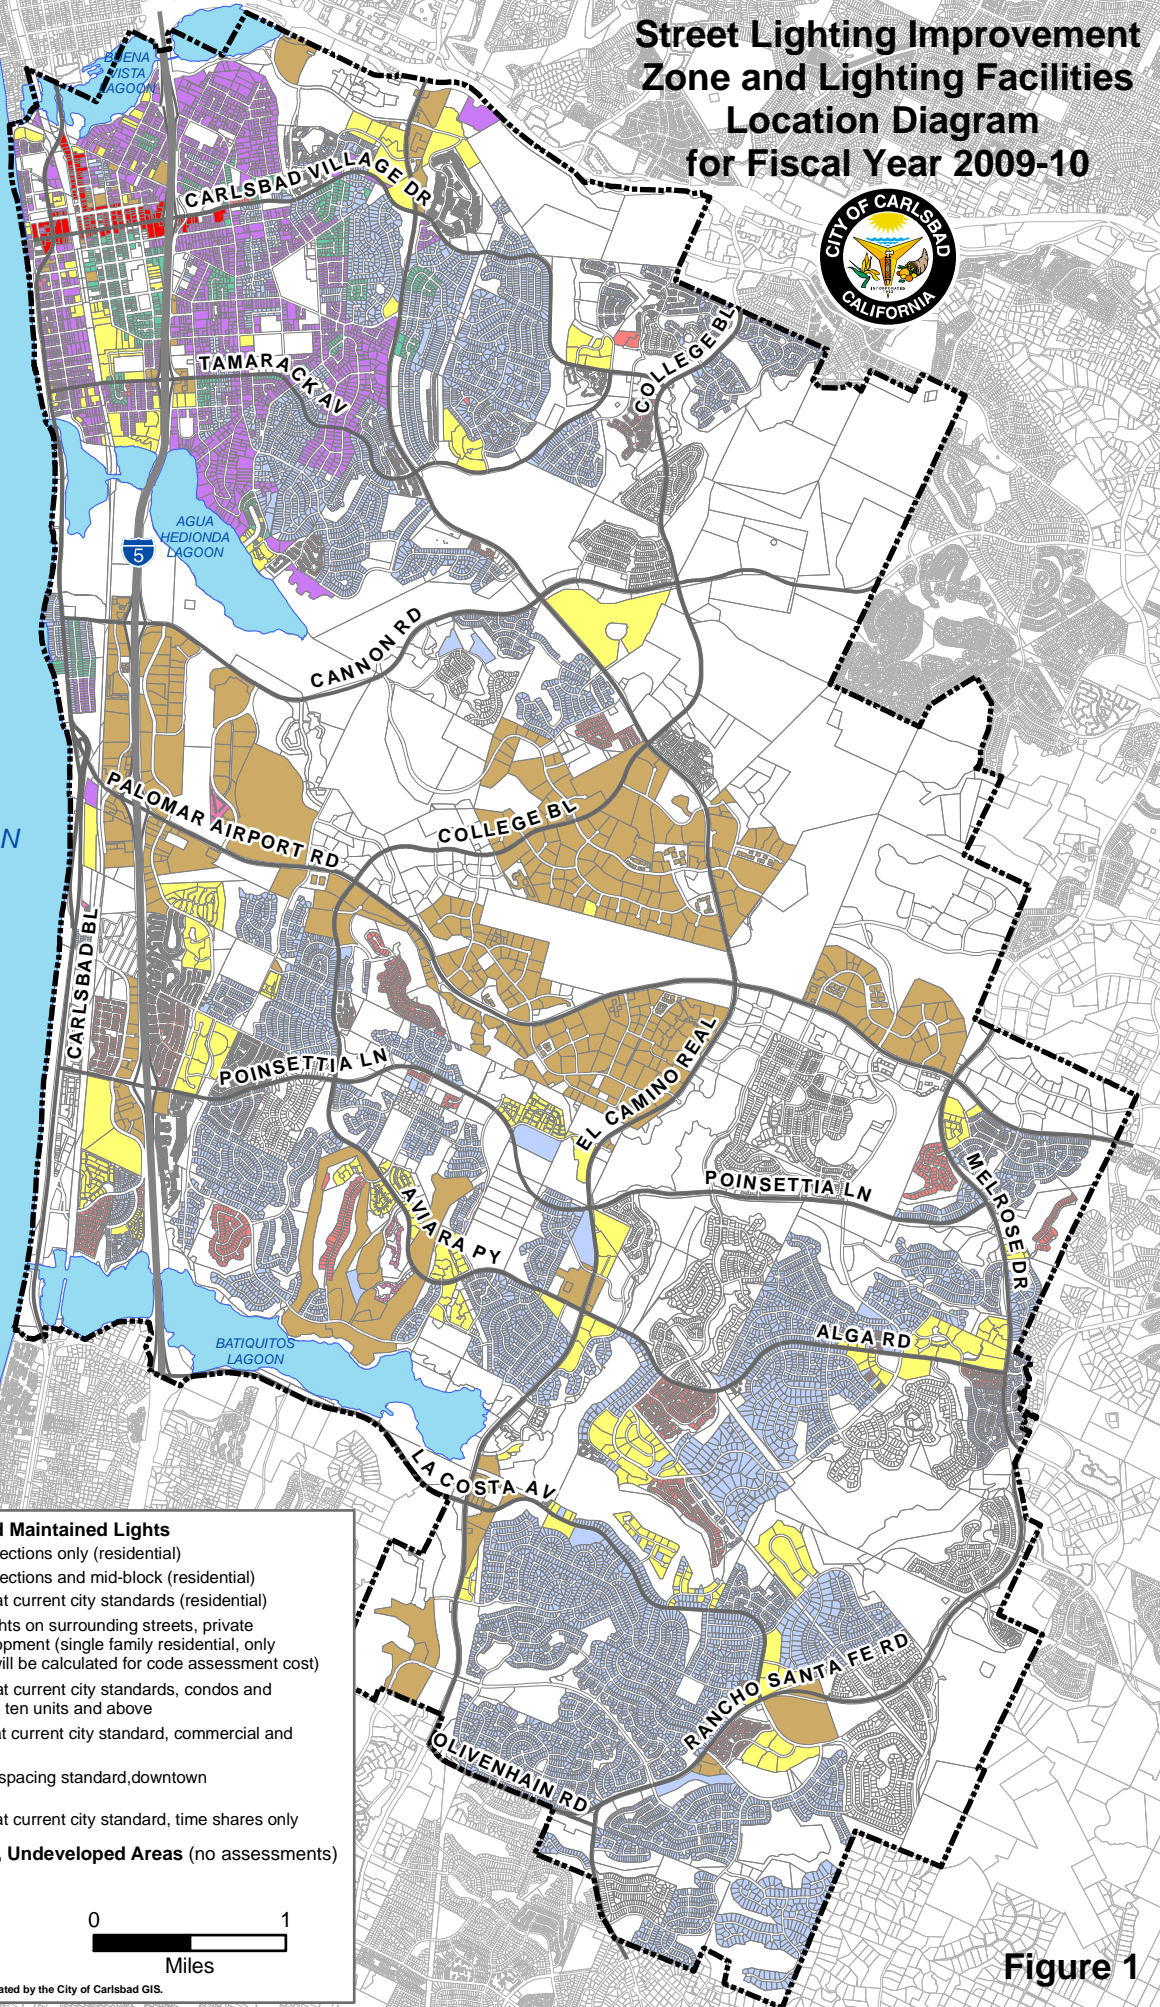 Street Lighting Improvement
Zone and Lighting Facilities
Location Diagram
for Fiscal Year 2009-10
CITY OF CARLSBAD
INCORPORATED
1952
CALIFORNIA
BUENA
VISTA
LAGOON
CARLSBAD VILLAGE DR
TAMARACK AV
COLLEGE BL
AGUA
HEDIONDA
LAGOON
5
CANNON RD
PALOMAR AIRPORT RD
COLLEGE BL
N
CARLSBAD BL
POINSETTIA LN
EL CAMINO REAL
POINSETTIA LN
MELROSE DR
AVIARA PY
ALGA RD
BATIQUITOS
LAGOON
LA COSTA AV
RANCHO SANTA FE RD
OLIVENHAIN RD
d Maintained Lights
ections only (residential)
ections and mid-block (residential)
at current city standards (residential)
hts on surrounding streets, private
opment (single family residential, only
will be calculated for code assessment cost)
at current city standards, condos and
ten units and above
at current city standard, commercial and
spacing standard,downtown
at current city standard, time shares only
, Undeveloped Areas (no assessments)
0 1
Miles
ated by the City of Carlsbad GIS.
Figure 1